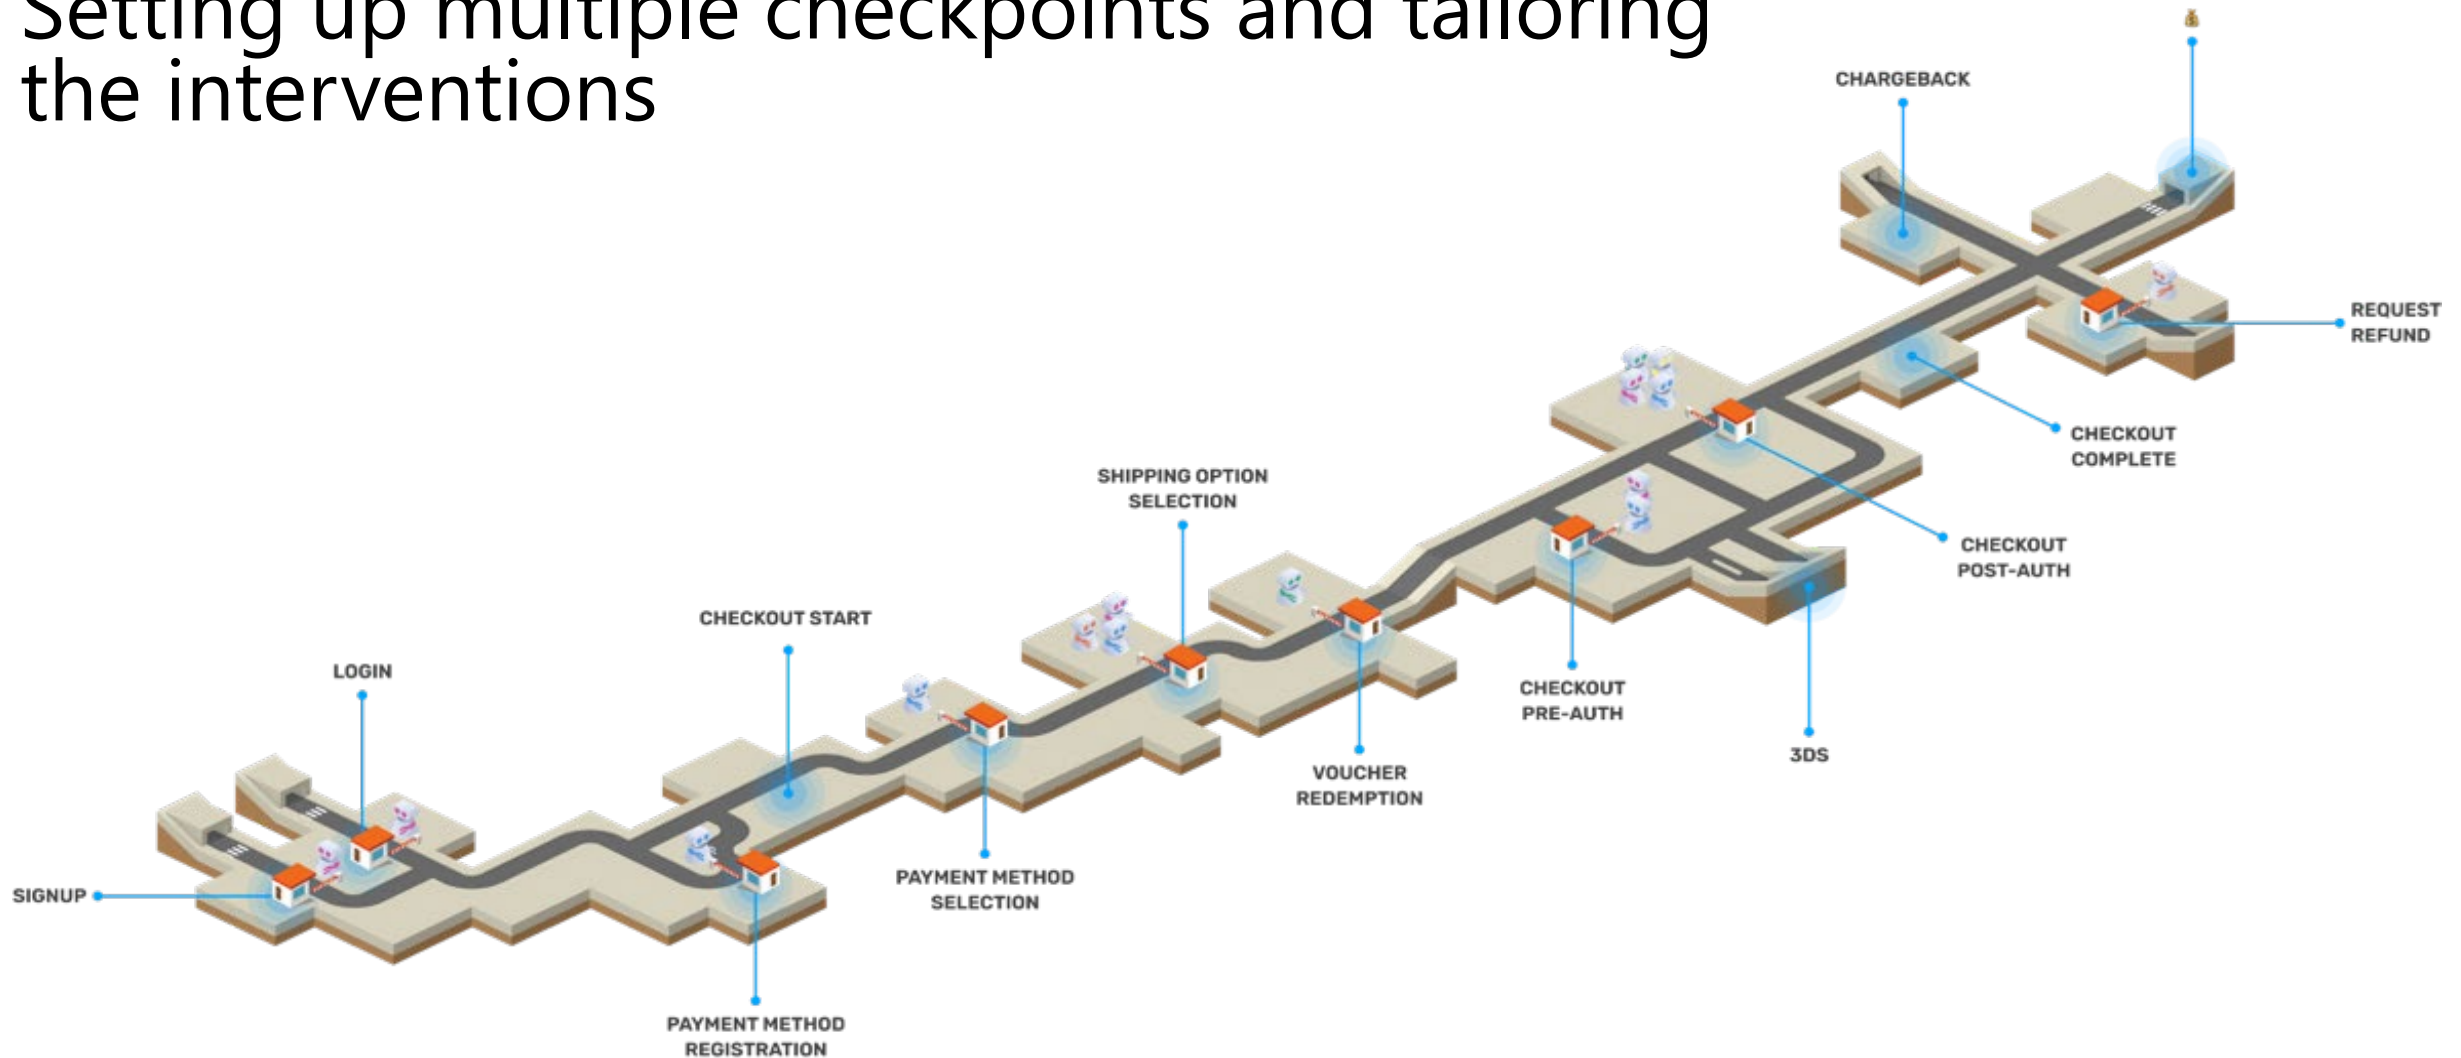 Setting up multiple checkpoints and tailoring
the interventions
CHARGEBACK
REQUEST
REFUND
CHECKOUT
COMPLETE
SHIPPING OPTION
SELECTION
CHECKOUT
POST-AUTH
CHECKOUT START
LOGIN
CHECKOUT
PRE-AUTH
3DS
VOUCHER
REDEMPTION
PAYMENT METHOD
SELECTION
SIGNUP
PAYMENT METHOD
REGISTRATION